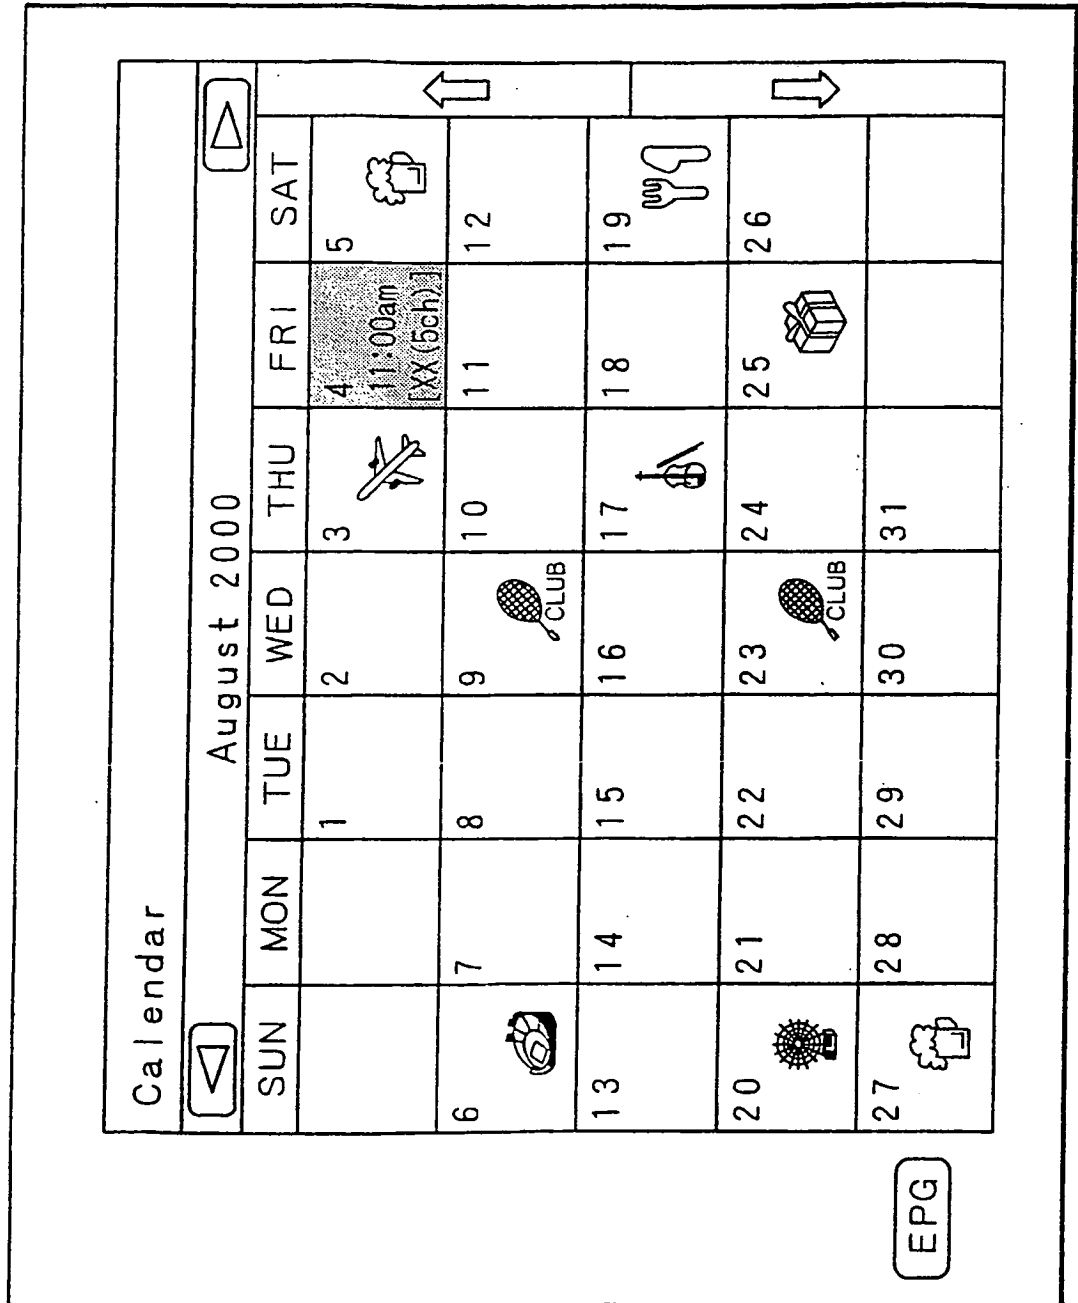 Calendar
August 2000
SUN MON TUE WED THU FRI SAT
1 2 3 4 5
11:00am
[XX(5ch)]
6 7 8 9 10 11 12
CLUB
13 14 15 16 17 18 19
20 21 22 23 24 25 26
CLUB
27 28 29 30 31
EPG